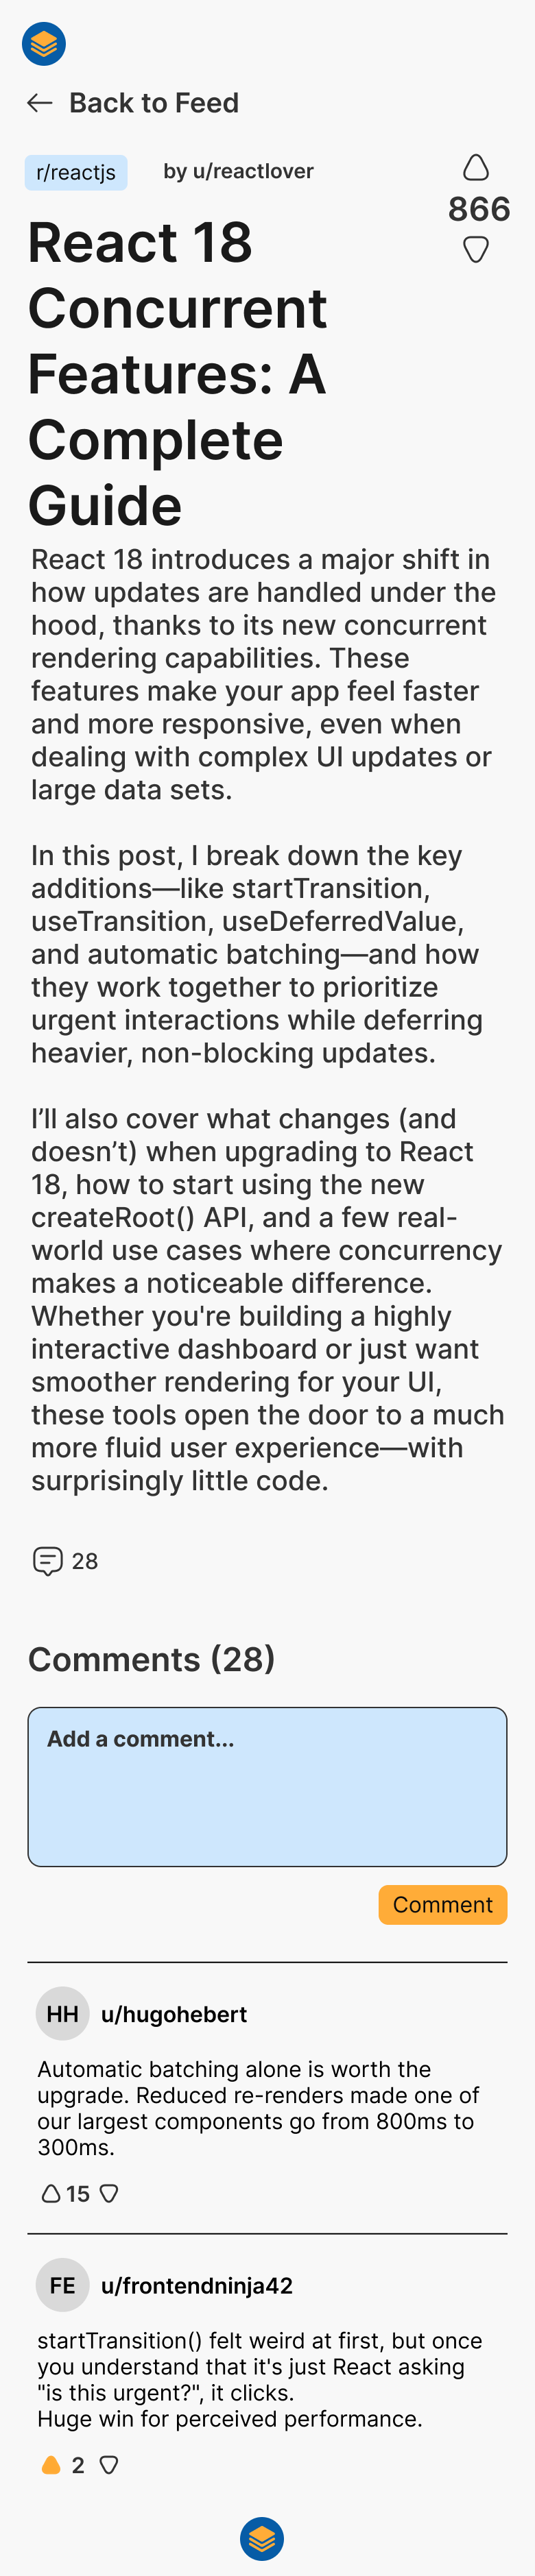 Back to Feed
r/reactjs
by u/reactlover
866
React 18
Concurrent
Features: A
Complete
Guide
React 18 introduces a major shift in
how updates are handled under the
hood, thanks to its new concurrent
rendering capabilities. These
features make your app feel faster
and more responsive, even when
dealing with complex UI updates or
large data sets.
In this post, I break down the key
additions—like startTransition,
useTransition, useDeferredValue,
and automatic batching—and how
they work together to prioritize
urgent interactions while deferring
heavier, non-blocking updates.
I’ll also cover what changes (and
doesn’t) when upgrading to React
18, how to start using the new
createRoot() API, and a few real-
world use cases where concurrency
makes a noticeable difference.
Whether you're building a highly
interactive dashboard or just want
smoother rendering for your UI,
these tools open the door to a much
more fluid user experience—with
surprisingly little code.
28
Comments (28)
Add a comment...
Comment
HH u/hugohebert
Automatic batching alone is worth the
upgrade. Reduced re-renders made one of
our largest components go from 800ms to
300ms.
15
FE u/frontendninja42
startTransition() felt weird at first, but once
you understand that it's just React asking
"is this urgent?", it clicks.
Huge win for perceived performance.
2